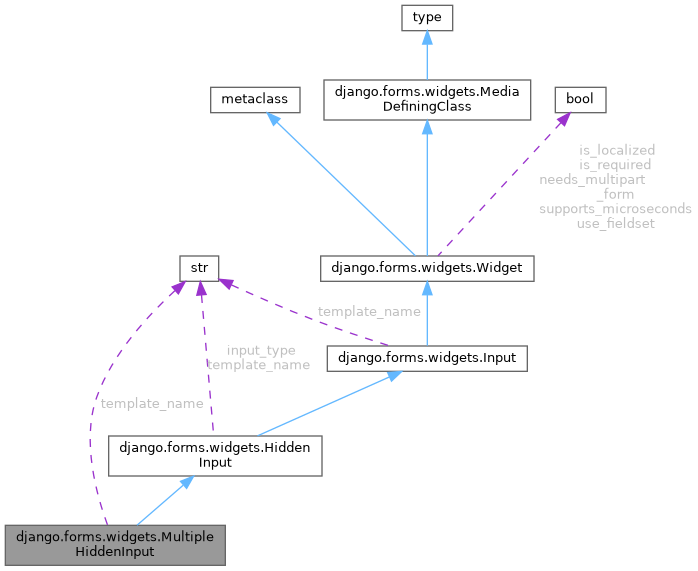 type
django.forms.widgets.Media
DefiningClass
metaclass
bool
is_localized
is_required
needs_multipart
_form
supports_microseconds
use_fieldset
str
django.forms.widgets.Widget
template_name
input_type
template_name
django.forms.widgets.Input
template_name
django.forms.widgets.Hidden
Input
django.forms.widgets.Multiple
HiddenInput